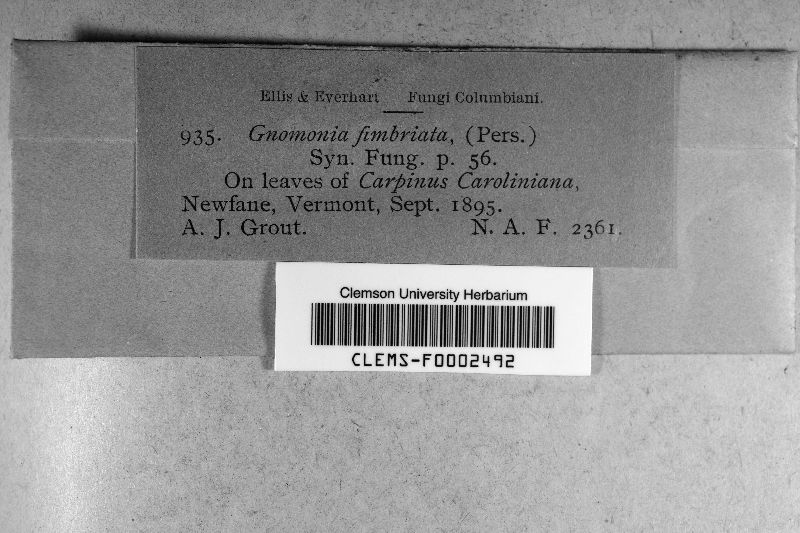 Ellis & Everhart Fungi Columbiani.
935. Gnomonia fimbriata, (Pers.)
Syn. Fung. p. 56.
On leaves of Carpinus Caroliniana,
Newfane, Vermont, Sept. 1895.
A. J. Grout. N. A. F. 2361.
Clemson University Herbarium
CLEMS-F0002492